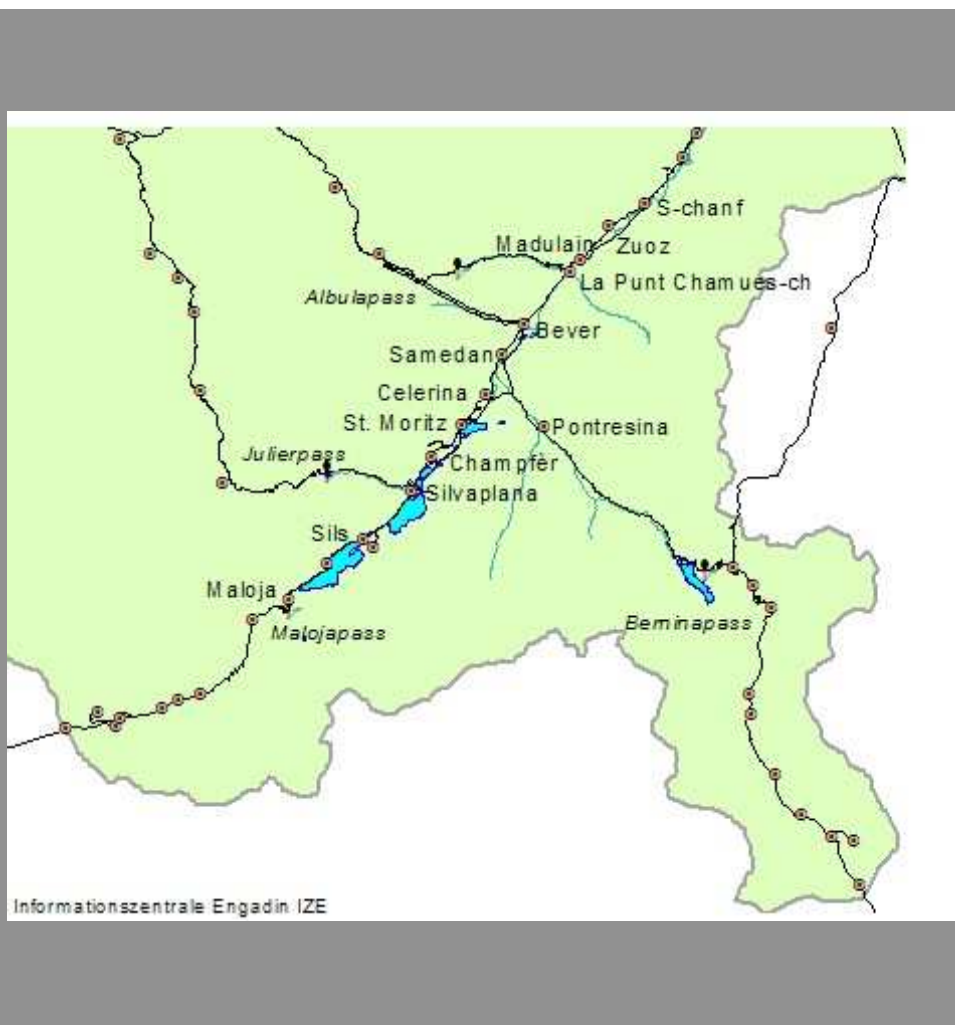 S-chanf
Madulain
Zuoz
La Punt Chamues-ch
Albulapass
Bever
Samedan
Celerina
St. Moritz
Pontresina
Julierpass
Champfèr
Silvaplana
Sils
Maloja
Malojapass
Berninapass
Informationszentrale Engadin IZE